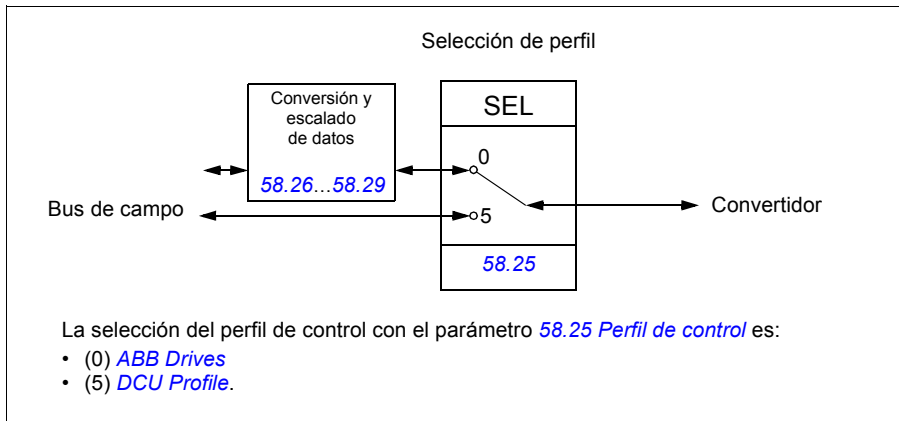 Selección de perfil
Conversión y
escalado
de datos
58.26...58.29
SEL
0
5
58.25
Bus de campo
Convertidor
La selección del perfil de control con el parámetro 58.25 Perfil de control es:
• (0) ABB Drives
• (5) DCU Profile.